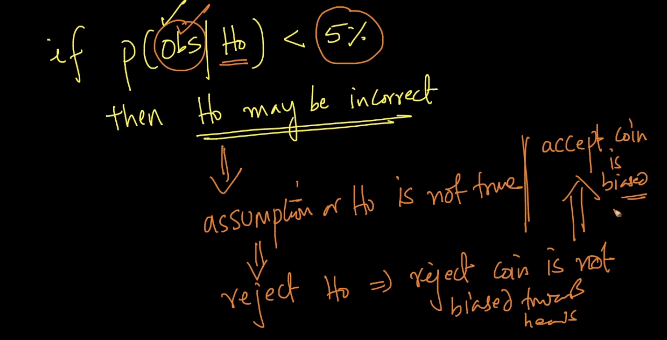 if p(obs | Ho) < 5%
then Ho may be incorrect
assumption or Ho is not true
reject Ho ⇒ reject coin is not
biased towards
heads
accept coin
is
biased